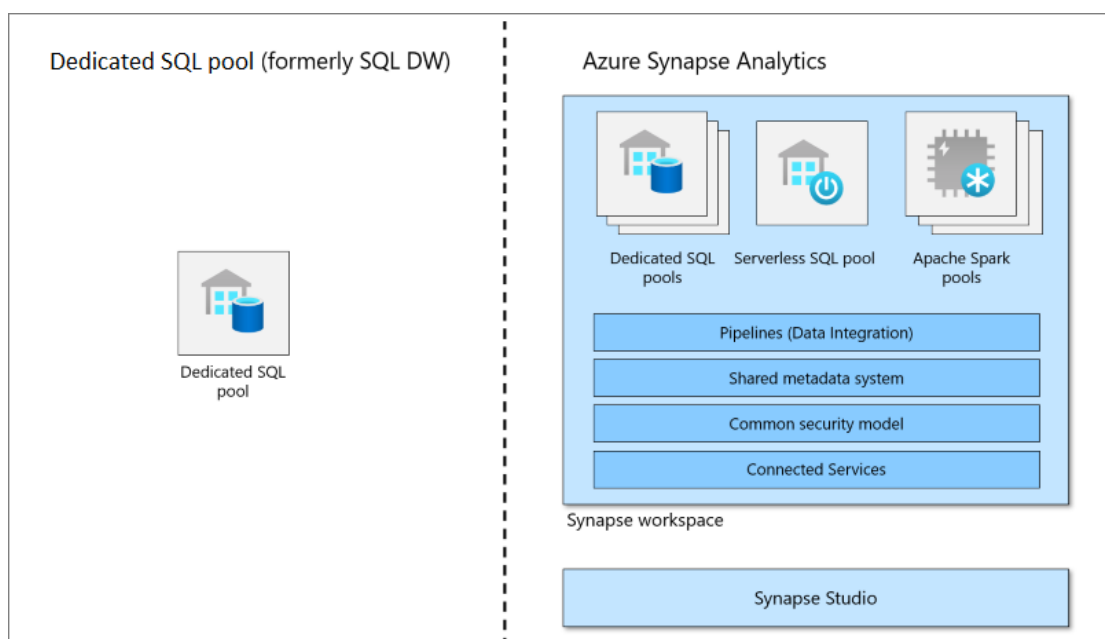 Dedicated SQL pool (formerly SQL DW)
Dedicated SQL
pool
Azure Synapse Analytics
Dedicated SQL
pools
Serverless SQL pool
Apache Spark
pools
Pipelines (Data Integration)
Shared metadata system
Common security model
Connected Services
Synapse workspace
Synapse Studio